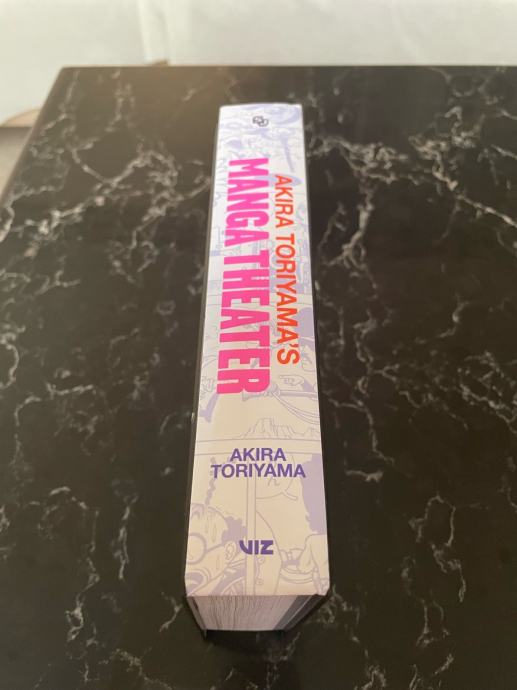 AKIRA TORIYAMA'S
MANGA THEATER
AKIRA
TORIYAMA
VIZ